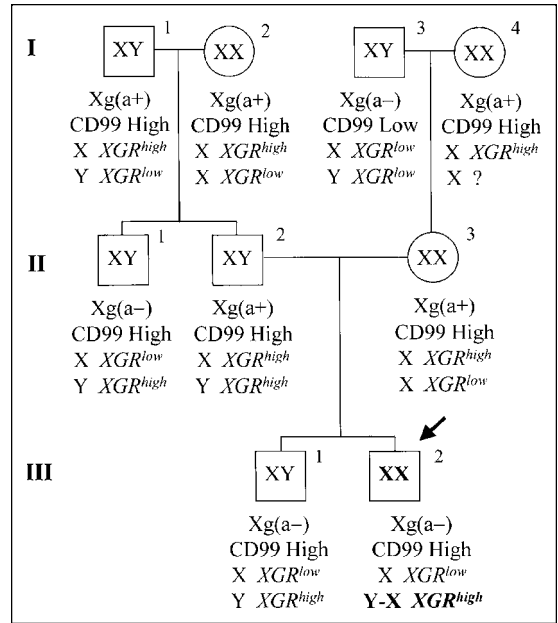 I
1
2
3
4
XY
XX
XY
XX
Xg(a+)
CD99 High
X XGRhigh
Y XGRlow
Xg(a+)
CD99 High
X XGRhigh
X XGRlow
Xg(a−)
CD99 Low
X XGRlow
Y XGRlow
Xg(a+)
CD99 High
X XGRhigh
X ?
II
1
2
3
XY
XY
XX
Xg(a−)
CD99 High
X XGRlow
Y XGRhigh
Xg(a+)
CD99 High
X XGRhigh
Y XGRhigh
Xg(a+)
CD99 High
X XGRhigh
X XGRlow
III
1
2
XY
XX
Xg(a−)
CD99 High
X XGRlow
Y XGRhigh
Xg(a−)
CD99 High
X XGRlow
Y-X XGRhigh